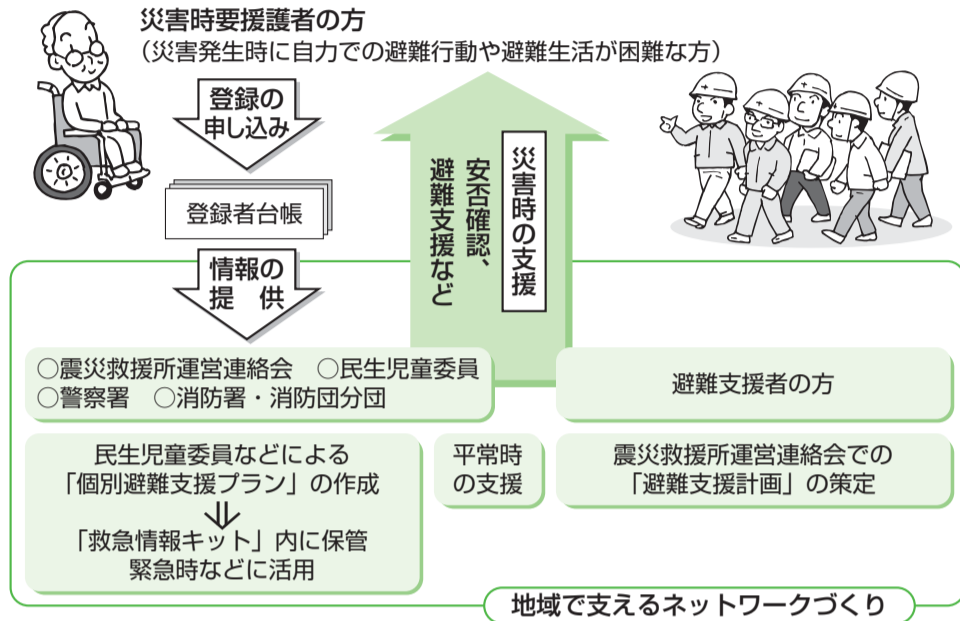 災害時要援護者の方
（災害発生時に自力での避難行動や避難生活が困難な方）
登録の
申し込み
登録者台帳
情報の
提　供
災害時の支援
安否確認、
避難支援など
○震災救援所運営連絡会　○民生児童委員
○警察署　○消防署・消防団分団
避難支援者の方
民生児童委員などによる
「個別避難支援プラン」の作成
⇓
「救急情報キット」内に保管
緊急時などに活用
平常時
の支援
震災救援所運営連絡会での
「避難支援計画」の策定
地域で支えるネットワークづくり